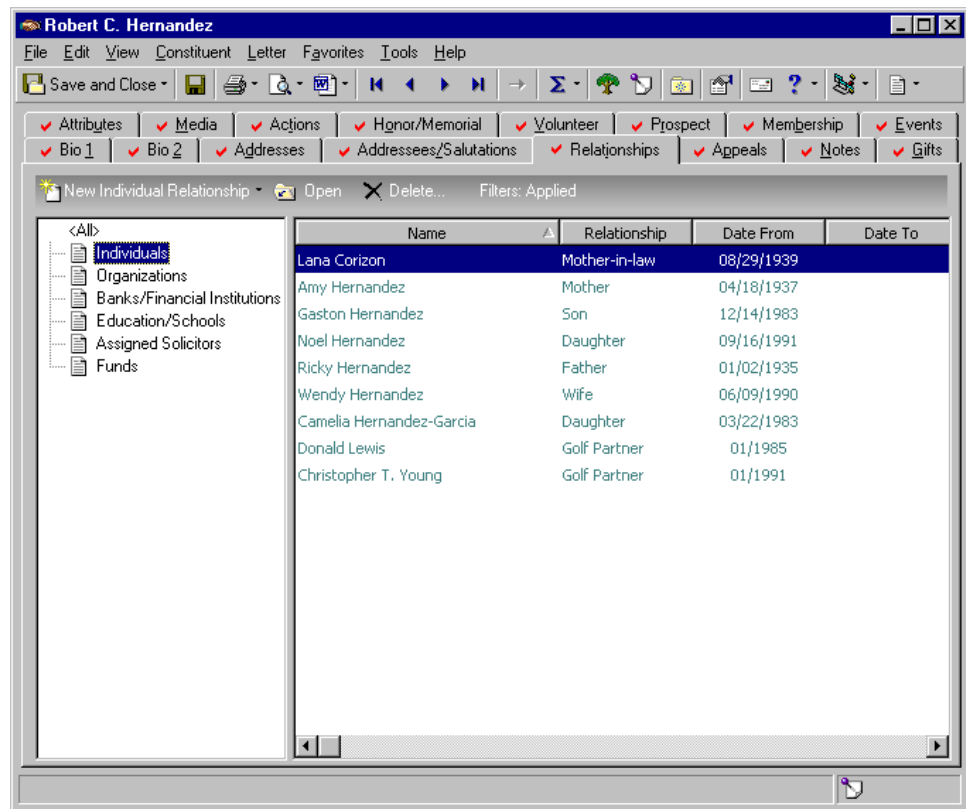 Robert C. Hernandez
File Edit View Constituent Letter Favorites Tools Help
Save and Close
Attributes Media Actions Honor/Memorial Volunteer Prospect Membership Events
Bio 1 Bio 2 Addresses Addressees/Salutations Relationships Appeals Notes Gifts
New Individual Relationship Open Delete... Filters: Applied
<All>
Individuals
Organizations
Banks/Financial Institutions
Education/Schools
Assigned Solicitors
Funds
Name Relationship Date From Date To
Lana Corizon Mother-in-law 08/29/1939
Amy Hernandez Mother 04/18/1937
Gaston Hernandez Son 12/14/1983
Noel Hernandez Daughter 09/16/1991
Ricky Hernandez Father 01/02/1935
Wendy Hernandez Wife 06/09/1990
Camelia Hernandez-Garcia Daughter 03/22/1983
Donald Lewis Golf Partner 01/1985
Christopher T. Young Golf Partner 01/1991